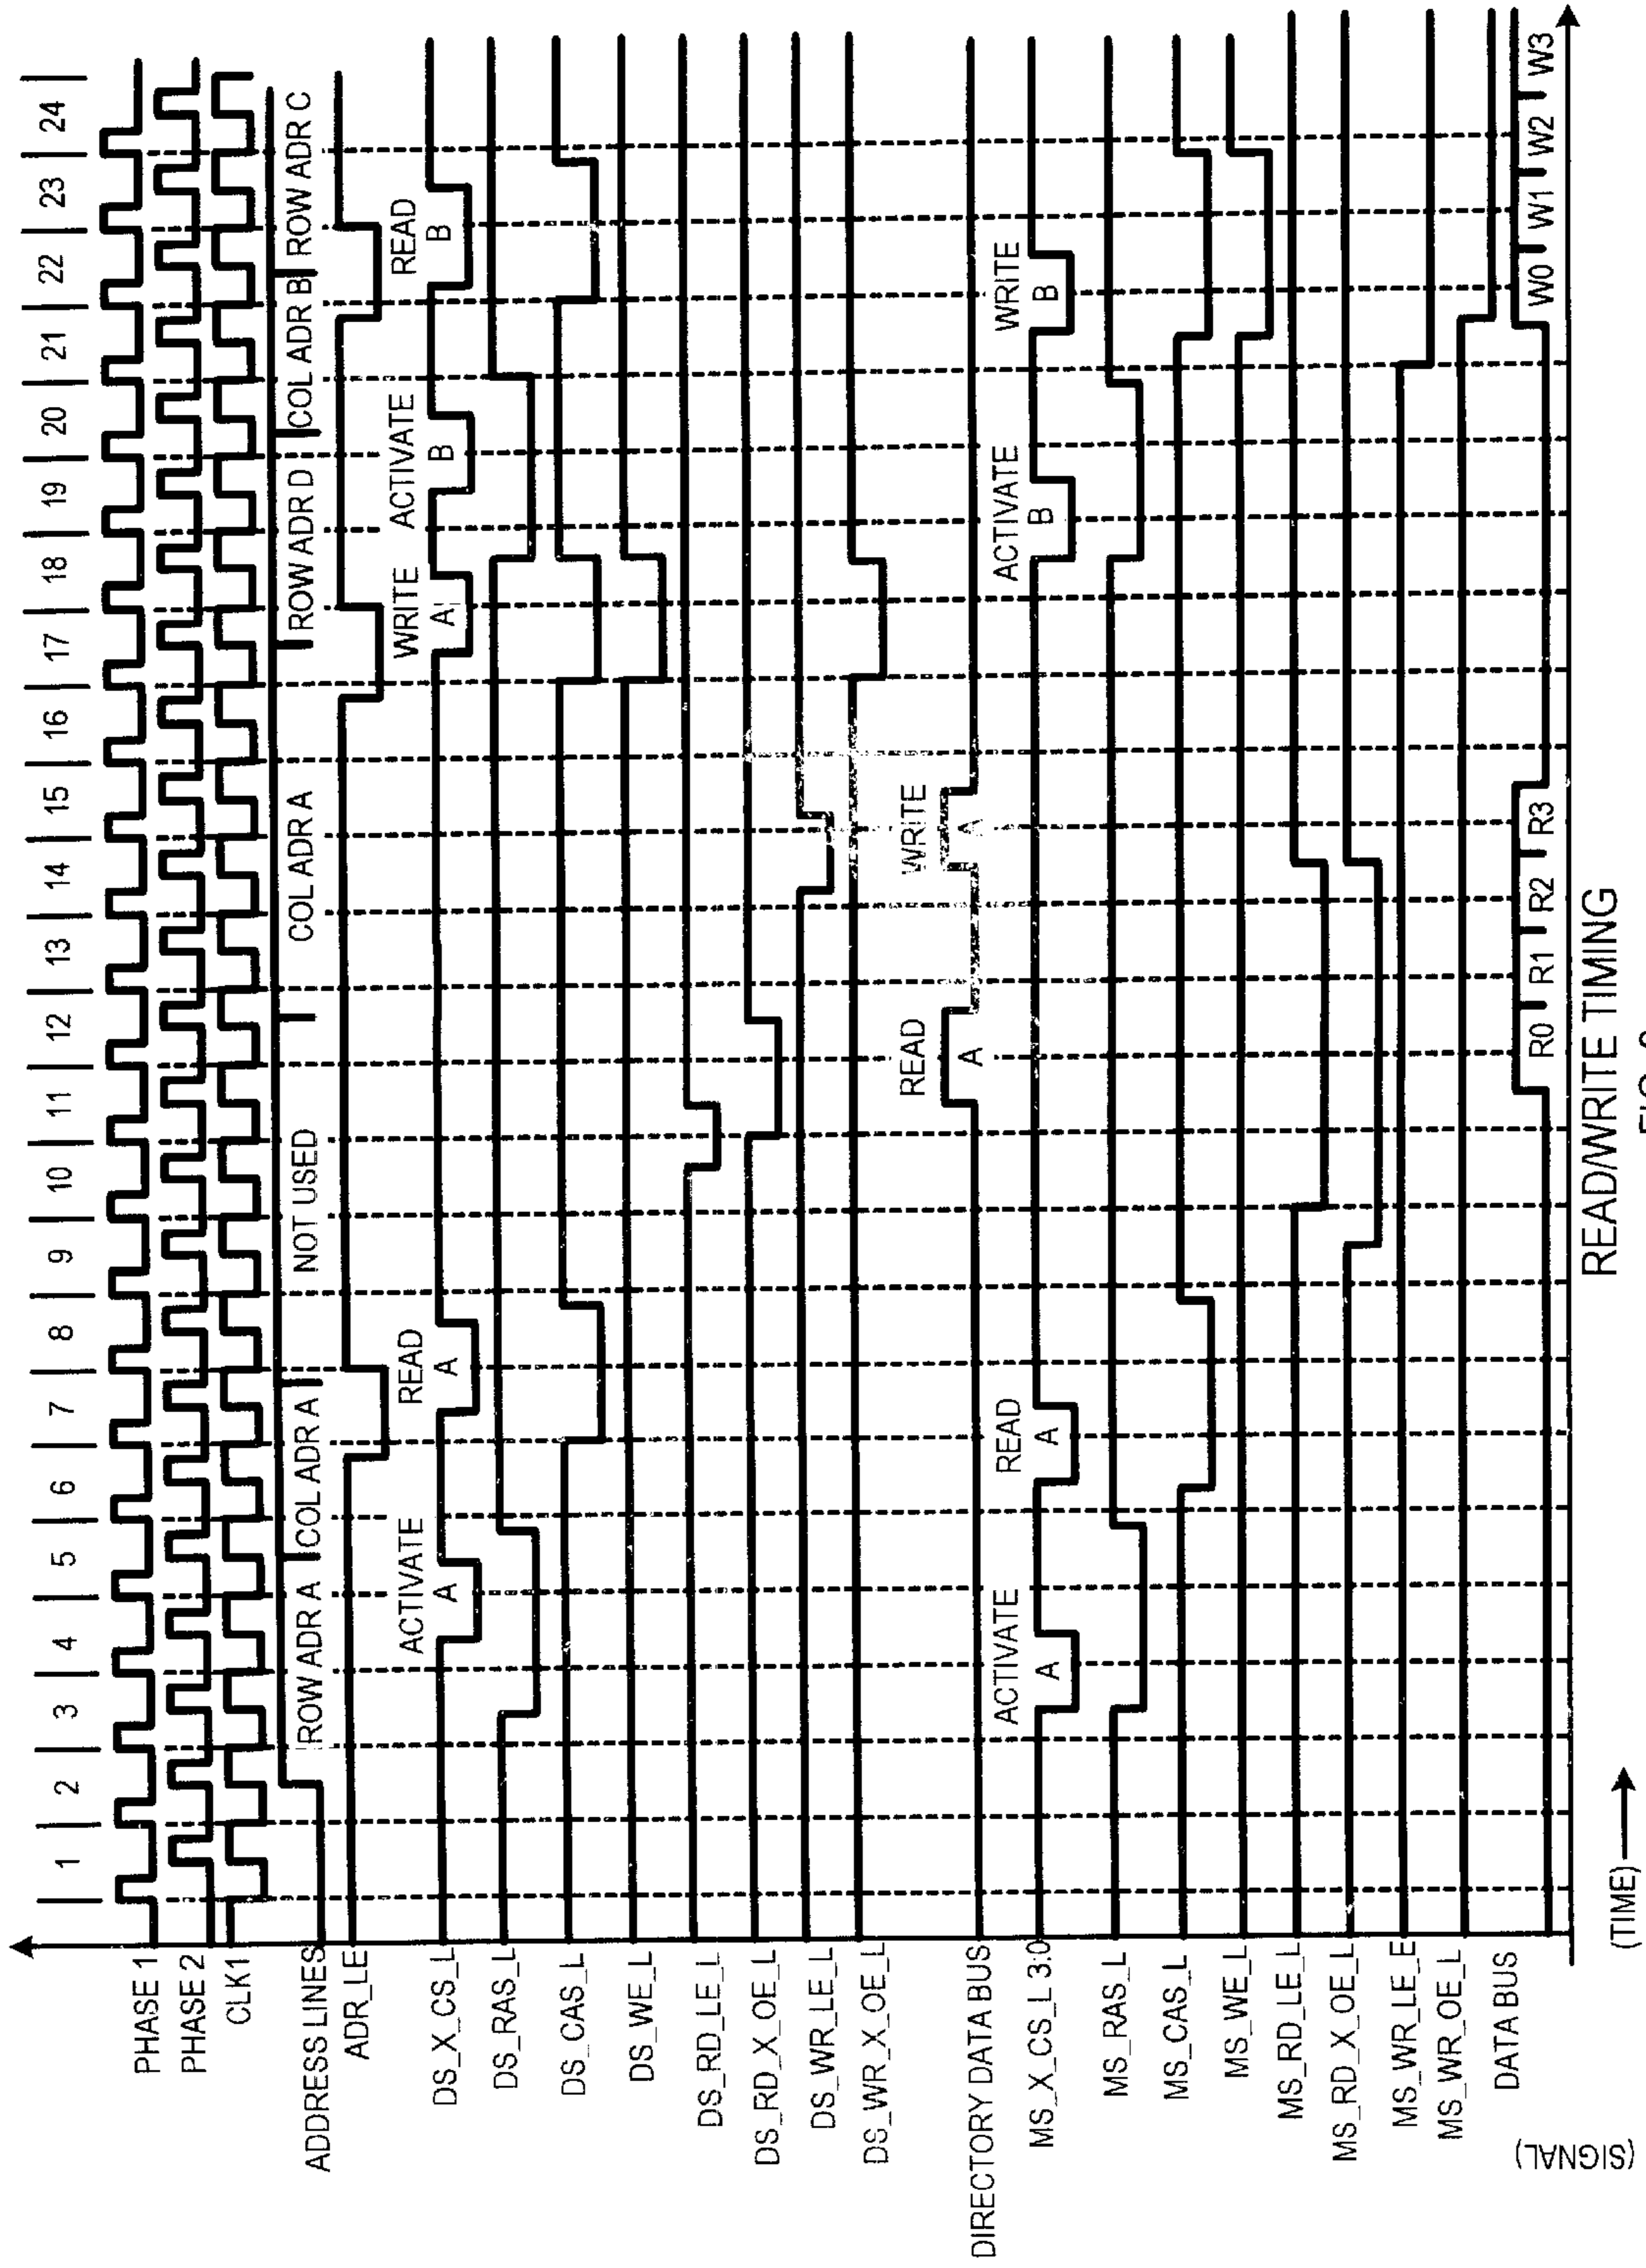 1 2 3 4 5 6 7 8 9 10 11 12 13 14 15 16 17 18 19 20 21 22 23 24
PHASE 1
PHASE 2
CLK1
ADDRESS LINES ROW ADR A COL ADR A NOT USED COL ADR A ROW ADR D COL ADR B ROW ADR C
ADR_LE
ACTIVATE READ WRITE ACTIVATE READ
DS_X_CS_L A A A B B
DS_RAS_L
DS_CAS_L
DS_WE_L
DS_RD_LE_L
DS_RD_X_OE_L
DS_WR_LE_L
DS_WR_X_OE_L
READ WRITE
DIRECTORY DATA BUS A A
ACTIVATE READ ACTIVATE WRITE
MS_X_CS_L 3:0 A A B B
MS_RAS_L
MS_CAS_L
MS_WE_L
MS_RD_LE_L
MS_RD_X_OE_L
MS_WR_LE_E
MS_WR_OE_L
DATA BUS R0 R1 R2 R3 W0 W1 W2 W3
(SIGNAL)
(TIME)
READ/WRITE TIMING